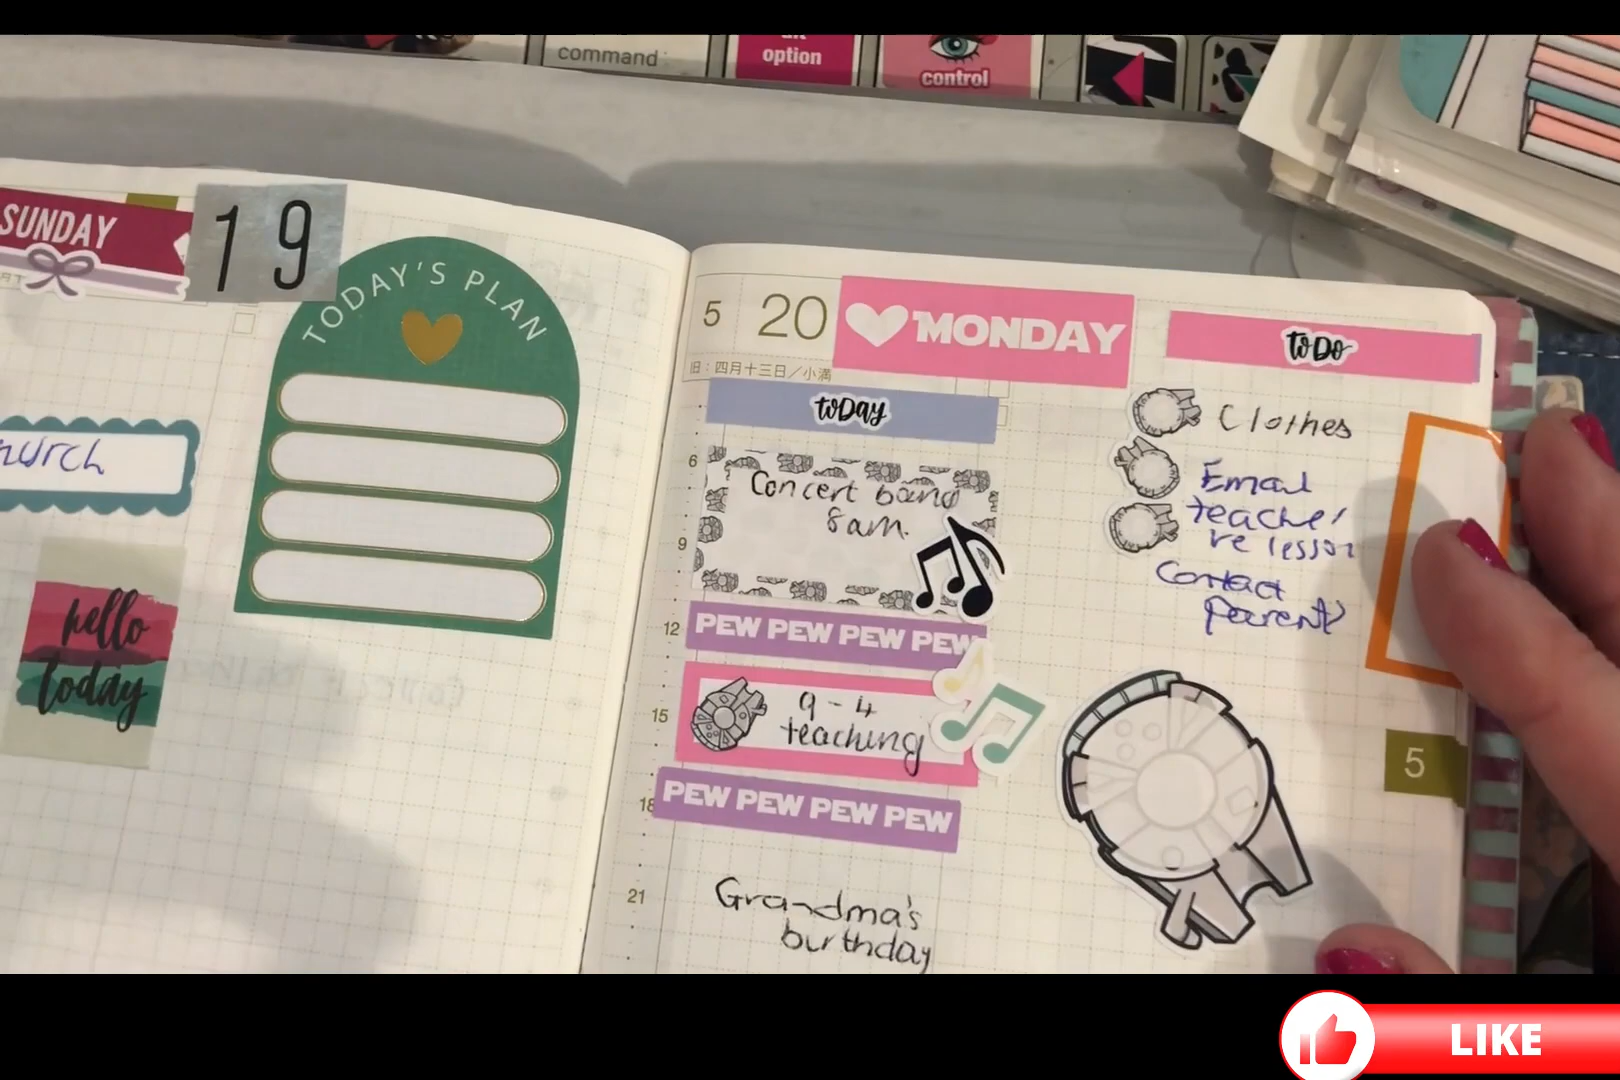 command
alt
option
control
SUNDAY
19
TODAY'S PLAN
hello
today
5 20
MONDAY
旧：四月十三日／小满
toDay
6
Concert band
8am.
9
12
PEW PEW PEW PEW
15
9-4
teaching
18
PEW PEW PEW PEW
21
Grandma's
birthday
toDo
Clothes
Email
teacher
re lesson
Contact
parent
5
LIKE